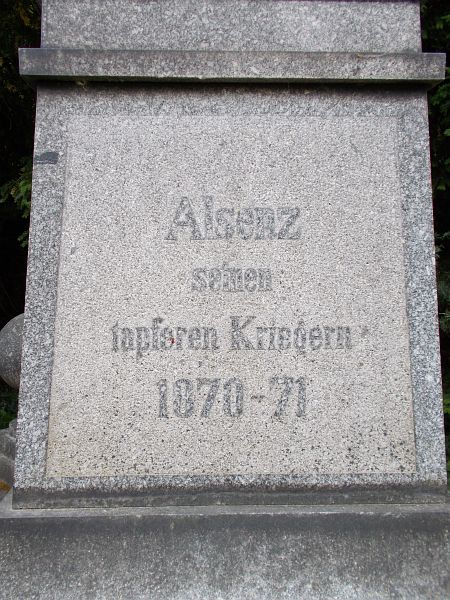 Alsenz
seinen
tapferen Kriegern
1870-71